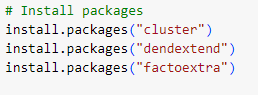 # Install packages
install.packages("cluster")
install.packages("dendextend")
install.packages("factoextra")